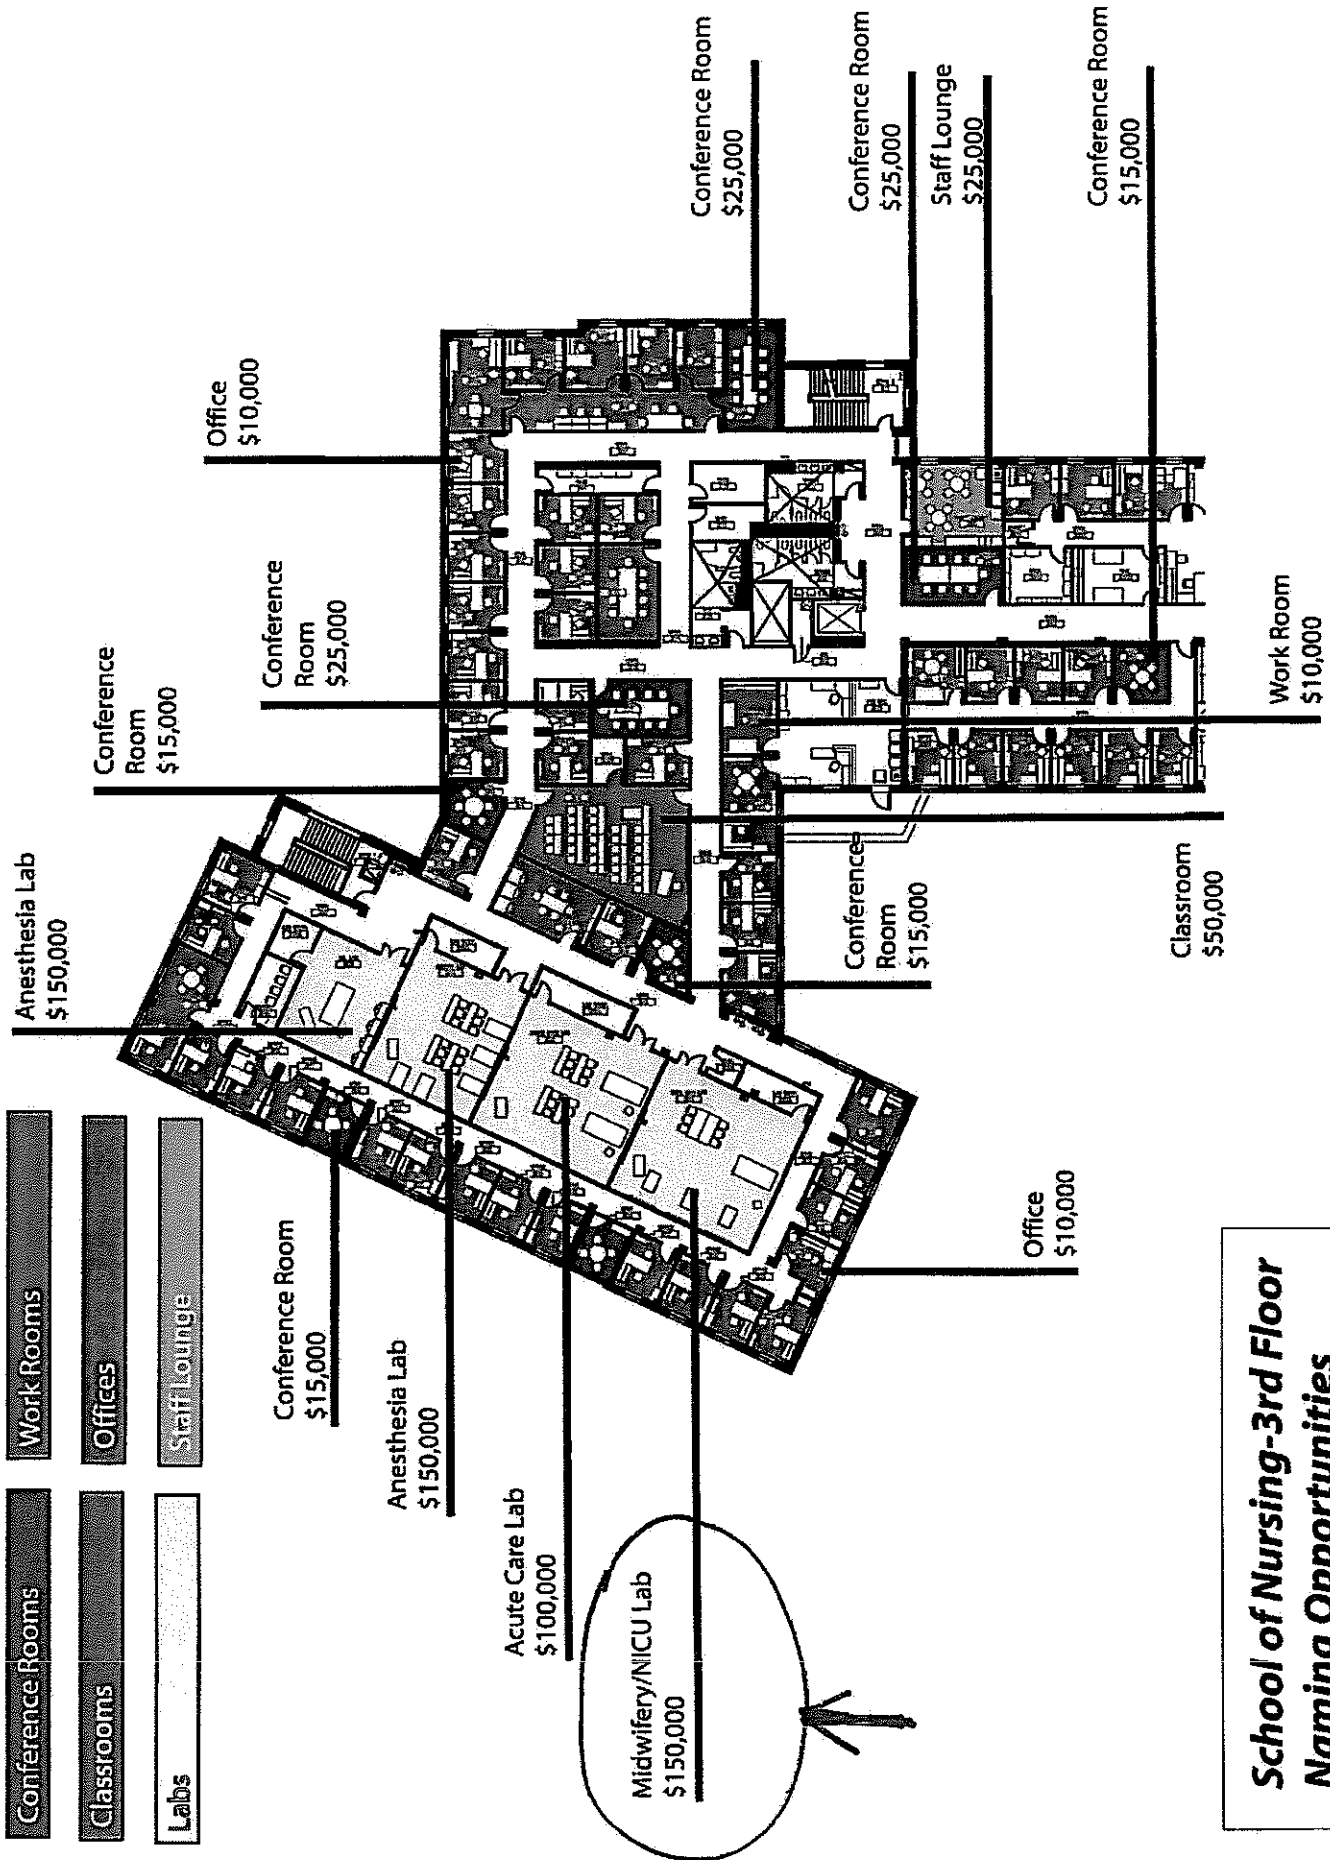 Conference Rooms
Work Rooms
Classrooms
Offices
Labs
Staff Lounge
Anesthesia Lab
$150,000
Conference
Room
$15,000
Conference
Room
$25,000
Office
$10,000
Conference Room
$15,000
Anesthesia Lab
$150,000
Acute Care Lab
$100,000
Midwifery/NICU Lab
$150,000
Conference Room
$25,000
Conference Room
$25,000
Staff Lounge
$25,000
Conference Room
$15,000
Conference
Room
$15,000
Office
$10,000
Classroom
$50,000
Work Room
$10,000
School of Nursing-3rd Floor
Naming Opportunities